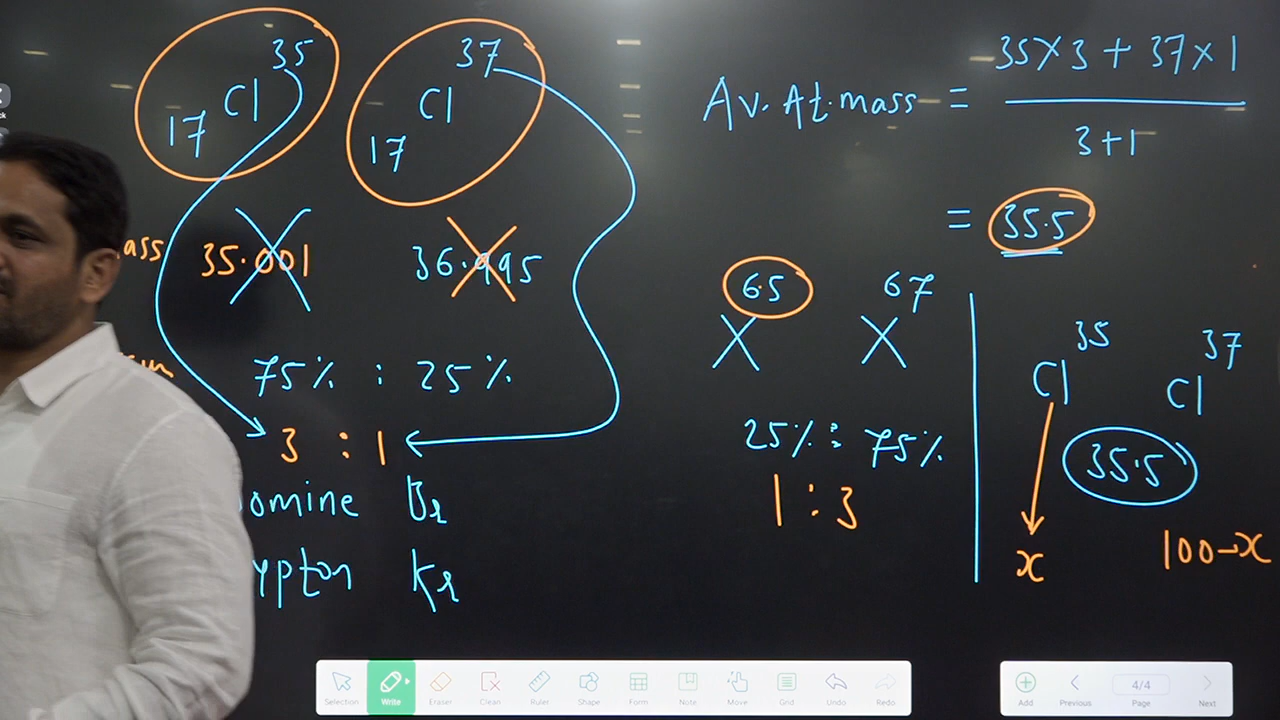 35 37
Cl Cl
17 17
Av. At. mass = 35 X 3 + 37 X 1
3+1
= 35.5
ass 35.001 36.995
75% : 25%
3 : 1
omine Br
ypton Kr
65 67
X X
25% : 75%
1 : 3
35 37
Cl Cl
35.5
x 100-x
Selection Write Eraser Clean Ruler Shape Form Note Move Grid Undo Redo
4/4
Add Previous Page Next